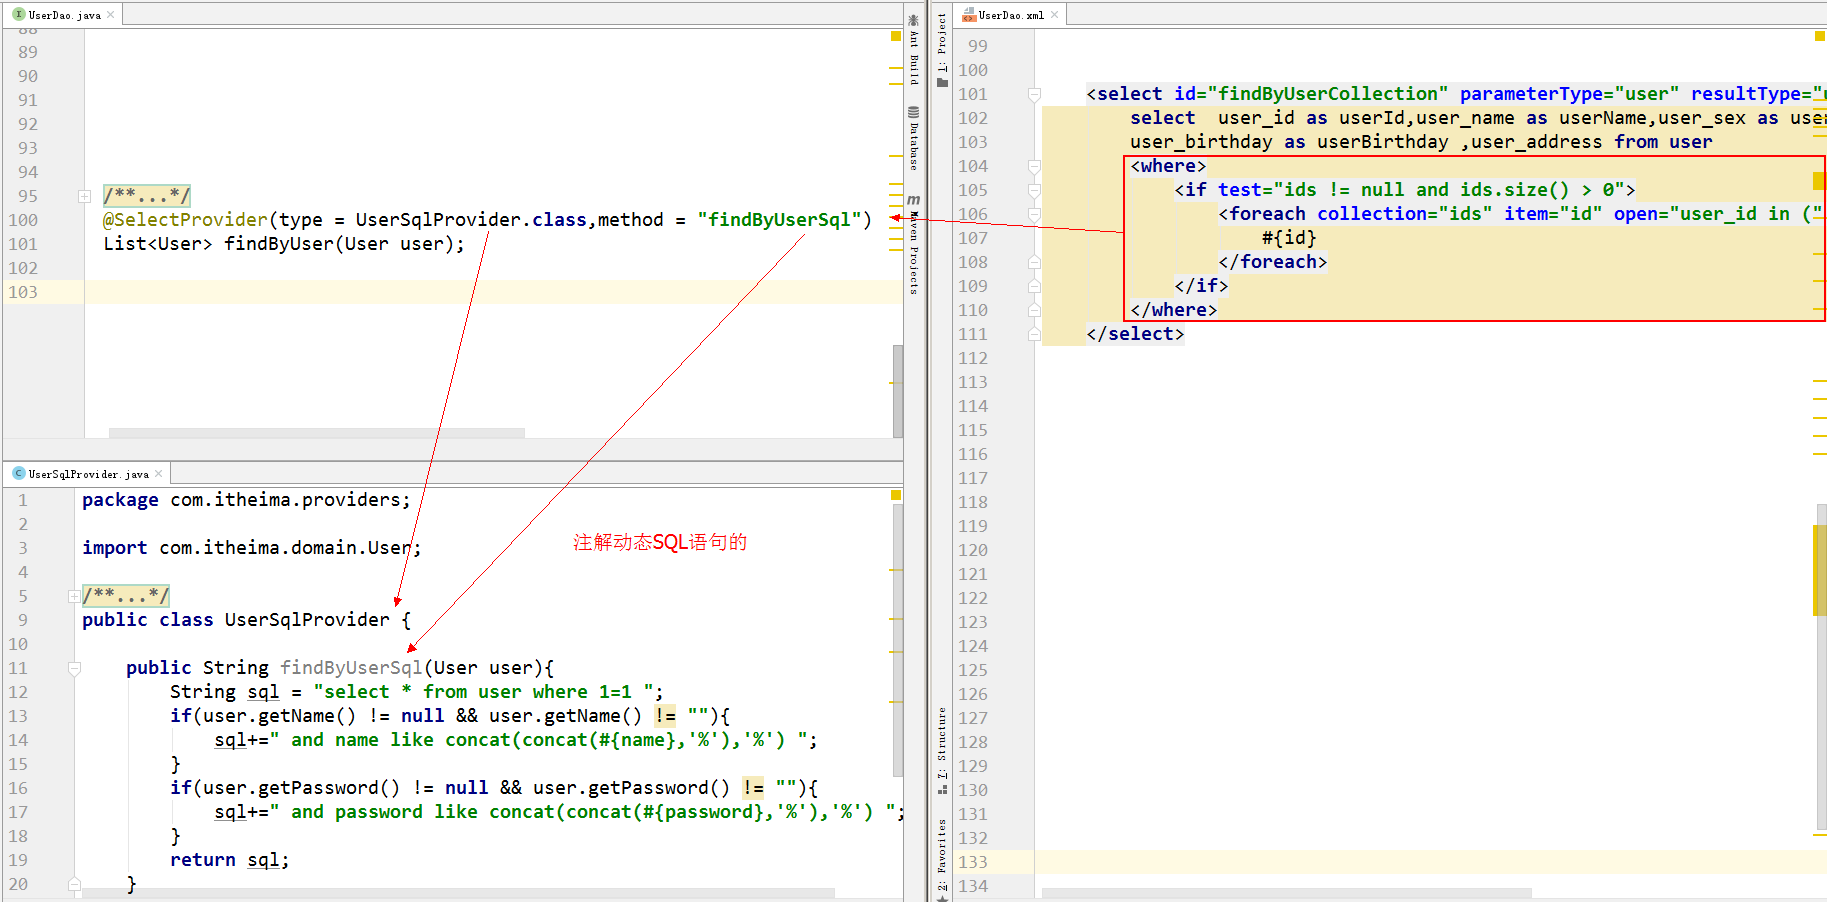 UserDao.java
88
89
90
91
92
93
94
95 /**...*/
100 @SelectProvider(type = UserSqlProvider.class,method = "findByUserSql")
101 List<User> findByUser(User user);
102
103
UserSqlProvider.java
1 package com.itheima.providers;
2
3 import com.itheima.domain.User;
4
5 /**...*/
9 public class UserSqlProvider {
10
11 public String findByUserSql(User user){
12 String sql = "select * from user where 1=1 ";
13 if(user.getName() != null && user.getName() != ""){
14 sql+=" and name like concat(concat(#{name},'%'),'%') ";
15 }
16 if(user.getPassword() != null && user.getPassword() != ""){
17 sql+=" and password like concat(concat(#{password},'%'),'%') ";
18 }
19 return sql;
20 }
注解动态SQL语句的
Ant Build
Database
m Maven Projects
1: Project
7: Structure
2: Favorites
UserDao.xml
99
100
101 <select id="findByUserCollection" parameterType="user" resultType="u
102 select user_id as userId,user_name as userName,user_sex as use
103 user_birthday as userBirthday ,user_address from user
104 <where>
105 <if test="ids != null and ids.size() > 0">
106 <foreach collection="ids" item="id" open="user_id in ("
107 #{id}
108 </foreach>
109 </if>
110 </where>
111 </select>
112
113
114
115
116
117
118
119
120
121
122
123
124
125
126
127
128
129
130
131
132
133
134